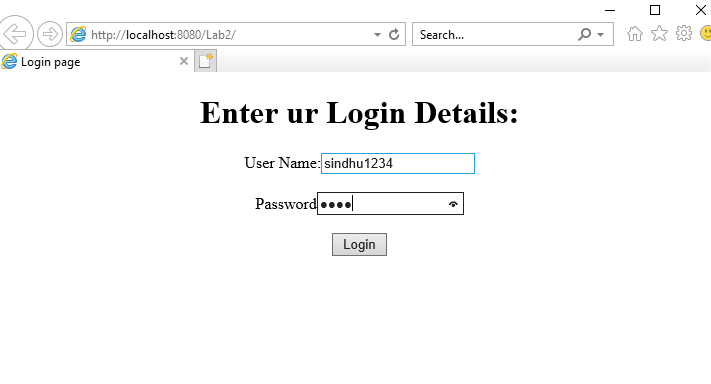 http://localhost:8080/Lab2/
Search...
Login page
Enter ur Login Details:
User Name: sindhu1234
Password ••••
Login